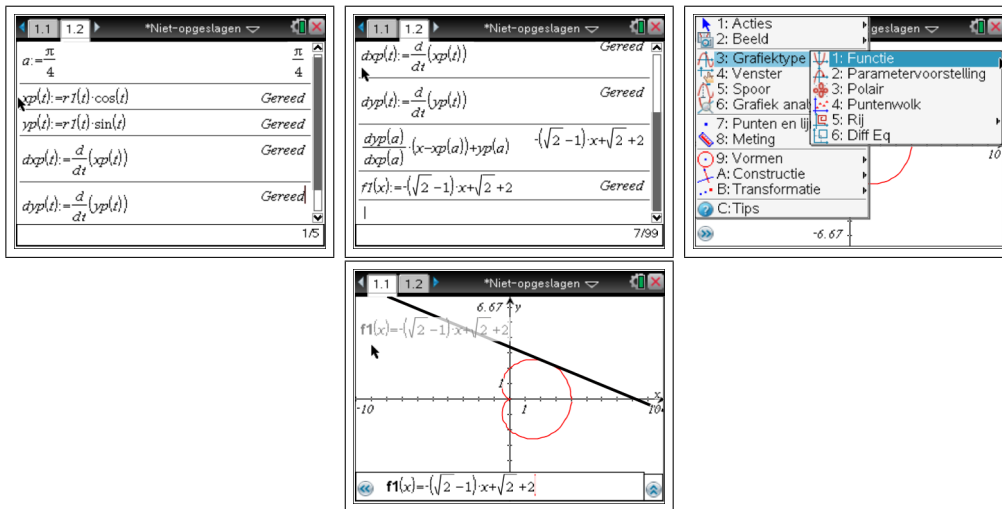 1.1 1.2 *Niet-opgeslagen
a:=π/4 π/4
xp(t):=r1(t)·cos(t) Gereed
yp(t):=r1(t)·sin(t) Gereed
dxp(t):=d/dt(xp(t)) Gereed
dyp(t):=d/dt(yp(t)) Gereed
1/5
1.1 1.2 *Niet-opgeslagen
dxp(t):=d/dt(xp(t)) Gereed
dyp(t):=d/dt(yp(t)) Gereed
dyp(a)/dxp(a)·(x-xp(a))+yp(a) -(√2-1)·x+√2+2
f1(x):=-(√2-1)·x+√2+2 Gereed
7/99
geslagen
1: Acties
2: Beeld
3: Grafiektype
4: Venster
5: Spoor
6: Grafiek anal
7: Punten en lij
8: Meting
9: Vormen
A: Constructie
B: Transformatie
C: Tips
1: Functie
2: Parametervoorstelling
3: Polair
4: Puntenwolk
5: Rij
6: Diff Eq
10
-6.67
1.1 1.2 *Niet-opgeslagen
6.67 y
f1(x)=-(√2-1)·x+√2+2
1
x
-10 1 10
f1(x)=-(√2-1)·x+√2+2